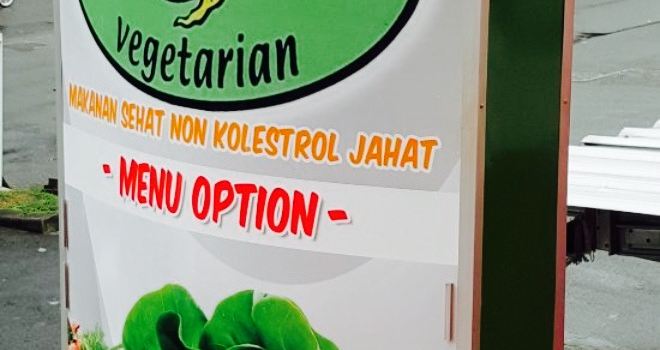 vegetarian
MAKANAN SEHAT NON KOLESTROL JAHAT
- MENU OPTION -